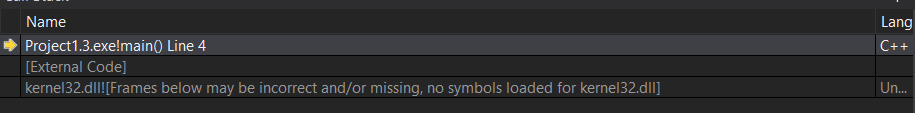 Name Lang
Project1.3.exe!main() Line 4 C++
[External Code]
kernel32.dll![Frames below may be incorrect and/or missing, no symbols loaded for kernel32.dll] Un...